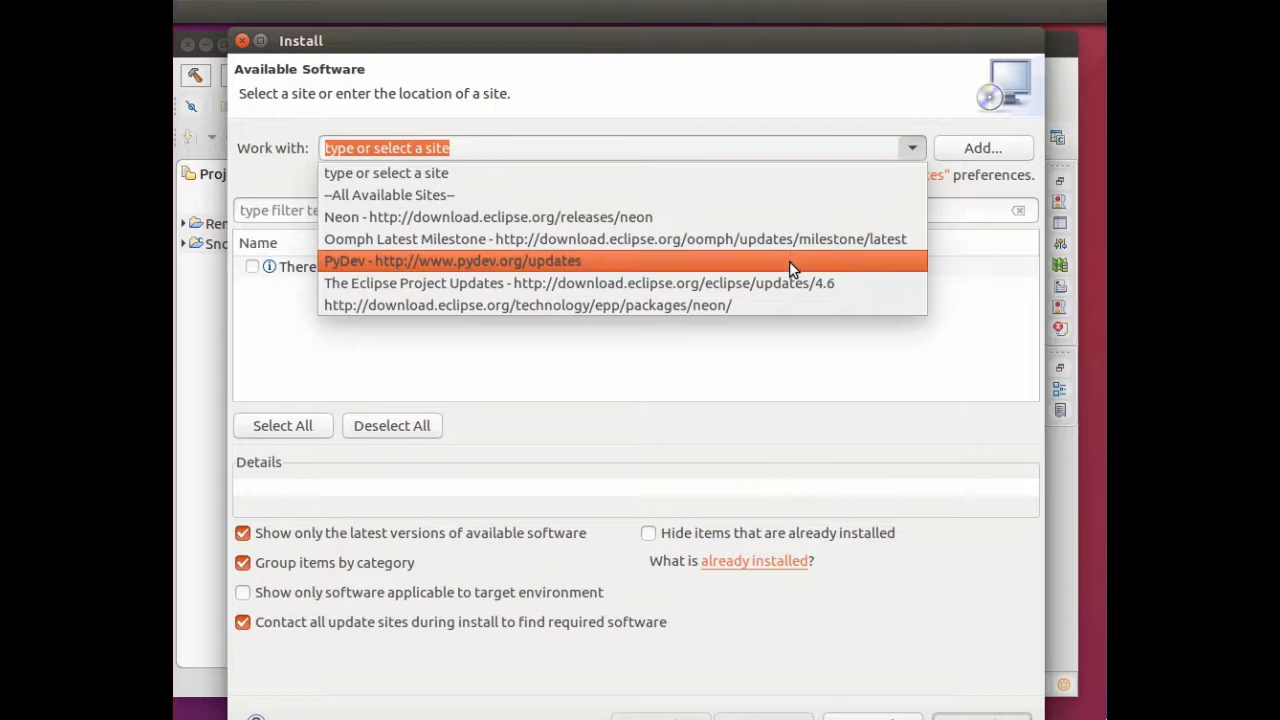 Install
Available Software
Select a site or enter the location of a site.
Work with: type or select a site Add...
type or select a site
es" preferences.
--All Available Sites--
Neon - http://download.eclipse.org/releases/neon
type filter te
Oomph Latest Milestone - http://download.eclipse.org/oomph/updates/milestone/latest
Name
PyDev - http://www.pydev.org/updates
There
The Eclipse Project Updates - http://download.eclipse.org/eclipse/updates/4.6
http://download.eclipse.org/technology/epp/packages/neon/
Proj
Ren
Sno
Select All Deselect All
Details
Show only the latest versions of available software Hide items that are already installed
Group items by category What is already installed?
Show only software applicable to target environment
Contact all update sites during install to find required software